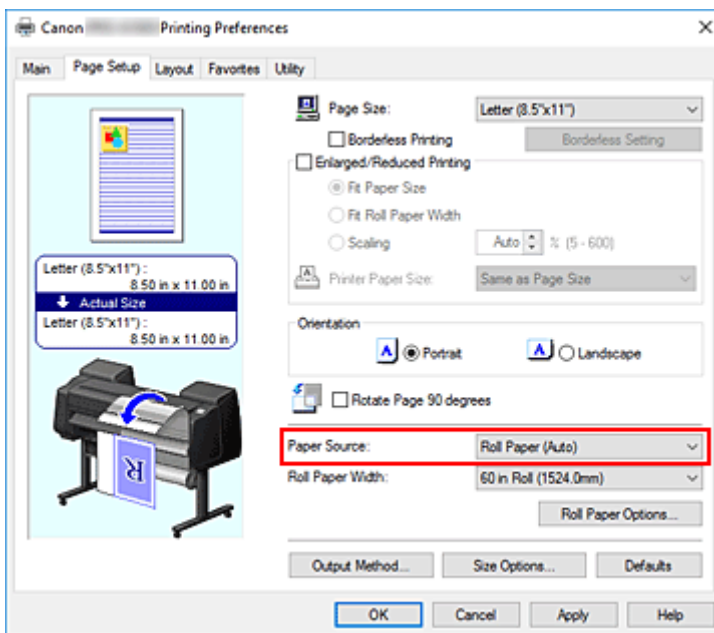 Canon Printing Preferences
Main Page Setup Layout Favorites Utility
Page Size: Letter (8.5"x11")
Borderless Printing Borderless Setting
Enlarged/Reduced Printing
Fit Paper Size
Fit Roll Paper Width
Scaling Auto % (5 - 600)
Printer Paper Size: Same as Page Size
Letter (8.5"x11") :
8.50 in x 11.00 in
Actual Size
Letter (8.5"x11") :
8.50 in x 11.00 in
Orientation
A Portrait A Landscape
Rotate Page 90 degrees
Paper Source: Roll Paper (Auto)
Roll Paper Width: 60 in Roll (1524.0mm)
Roll Paper Options...
R
Output Method... Size Options... Defaults
OK Cancel Apply Help